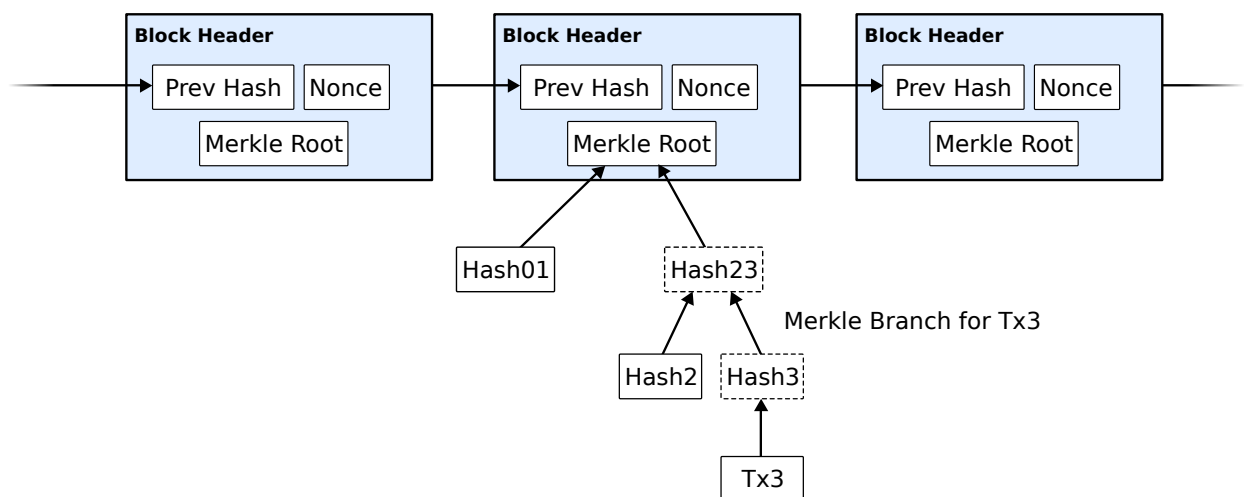 Block Header
Block Header
Block Header
Prev Hash
Nonce
Prev Hash
Nonce
Prev Hash
Nonce
Merkle Root
Merkle Root
Merkle Root
Hash01
Hash23
Merkle Branch for Tx3
Hash2
Hash3
Tx3